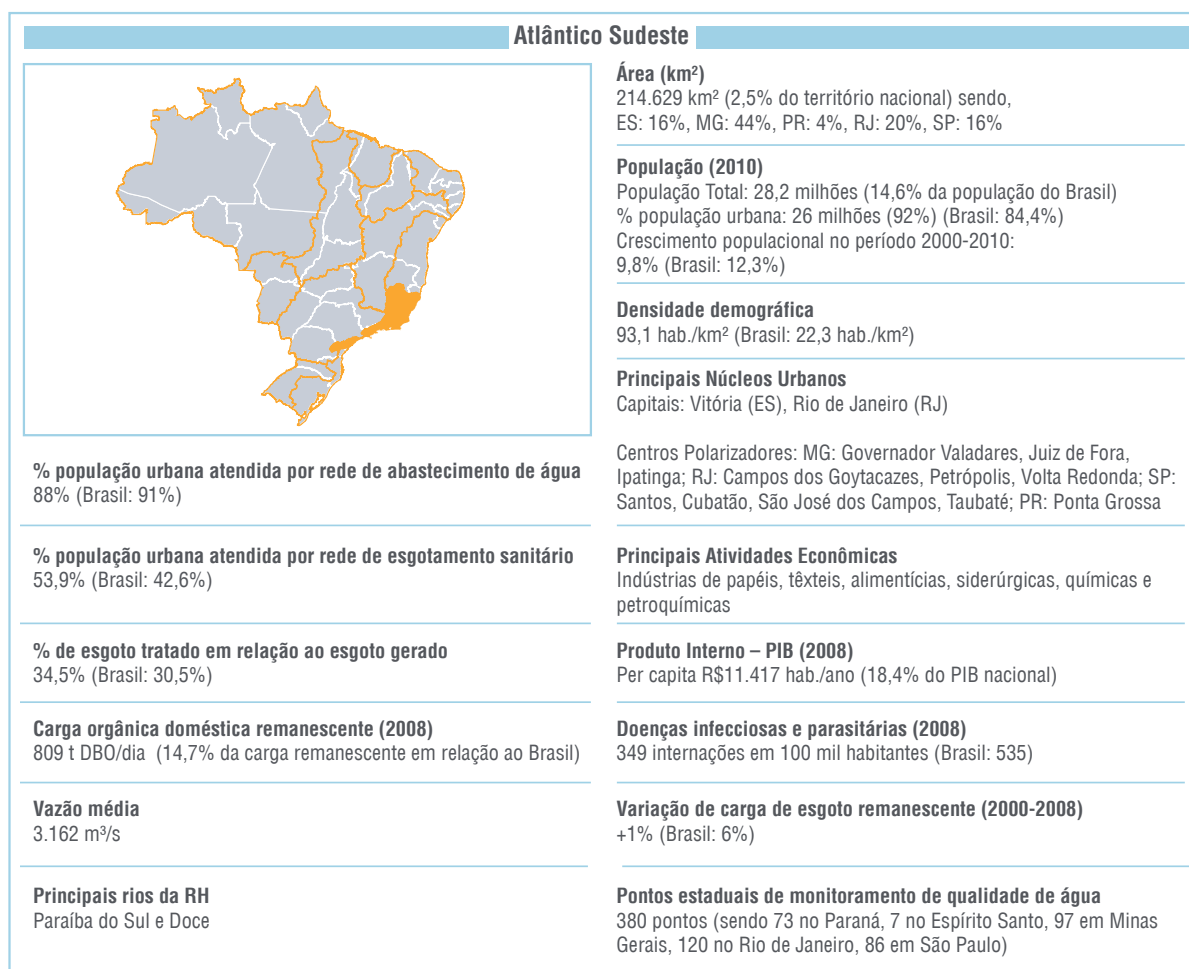 Atlântico Sudeste
% população urbana atendida por rede de abastecimento de água
88% (Brasil: 91%)
% população urbana atendida por rede de esgotamento sanitário
53,9% (Brasil: 42,6%)
% de esgoto tratado em relação ao esgoto gerado
34,5% (Brasil: 30,5%)
Carga orgânica doméstica remanescente (2008)
809 t DBO/dia (14,7% da carga remanescente em relação ao Brasil)
Vazão média
3.162 m³/s
Principais rios da RH
Paraíba do Sul e Doce
Área (km²)
214.629 km² (2,5% do território nacional) sendo,
ES: 16%, MG: 44%, PR: 4%, RJ: 20%, SP: 16%
População (2010)
População Total: 28,2 milhões (14,6% da população do Brasil)
% população urbana: 26 milhões (92%) (Brasil: 84,4%)
Crescimento populacional no período 2000-2010:
9,8% (Brasil: 12,3%)
Densidade demográfica
93,1 hab./km² (Brasil: 22,3 hab./km²)
Principais Núcleos Urbanos
Capitais: Vitória (ES), Rio de Janeiro (RJ)
Centros Polarizadores: MG: Governador Valadares, Juiz de Fora,
Ipatinga; RJ: Campos dos Goytacazes, Petrópolis, Volta Redonda; SP:
Santos, Cubatão, São José dos Campos, Taubaté; PR: Ponta Grossa
Principais Atividades Econômicas
Indústrias de papéis, têxteis, alimentícias, siderúrgicas, químicas e
petroquímicas
Produto Interno – PIB (2008)
Per capita R$11.417 hab./ano (18,4% do PIB nacional)
Doenças infecciosas e parasitárias (2008)
349 internações em 100 mil habitantes (Brasil: 535)
Variação de carga de esgoto remanescente (2000-2008)
+1% (Brasil: 6%)
Pontos estaduais de monitoramento de qualidade de água
380 pontos (sendo 73 no Paraná, 7 no Espírito Santo, 97 em Minas
Gerais, 120 no Rio de Janeiro, 86 em São Paulo)